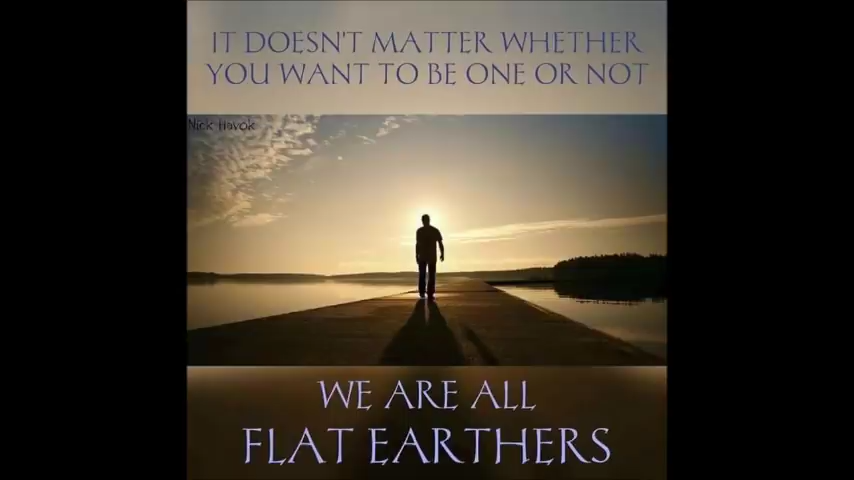 IT DOESN'T MATTER WHETHER
YOU WANT TO BE ONE OR NOT
Nick Havok
WE ARE ALL
FLAT EARTHERS